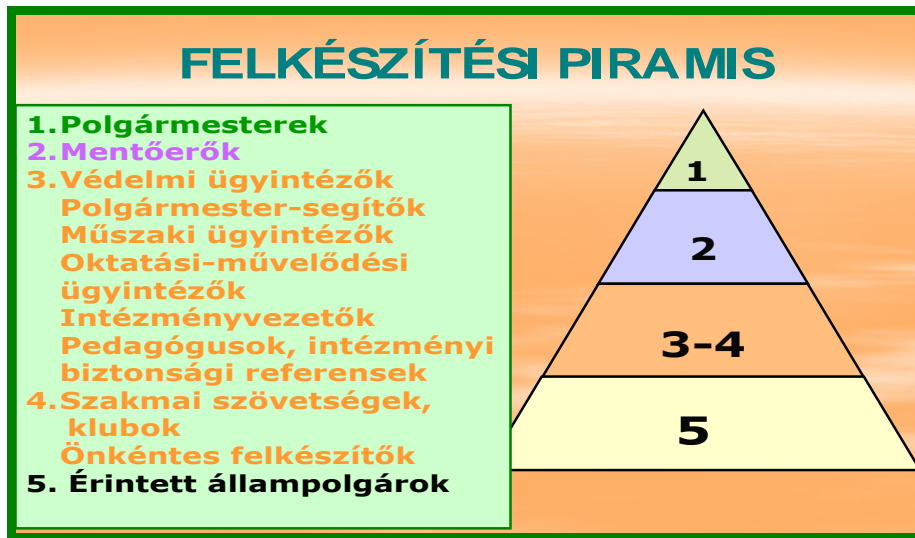 FELKÉSZÍTÉSI PIRAMIS
1.Polgármesterek
2.Mentőerők
3.Védelmi ügyintézők
Polgármester-segítők
Műszaki ügyintézők
Oktatási-művelődési
ügyintézők
Intézményvezetők
Pedagógusok, intézményi
biztonsági referensek
4.Szakmai szövetségek,
klubok
Önkéntes felkészítők
5. Érintett állampolgárok
1
2
3-4
5